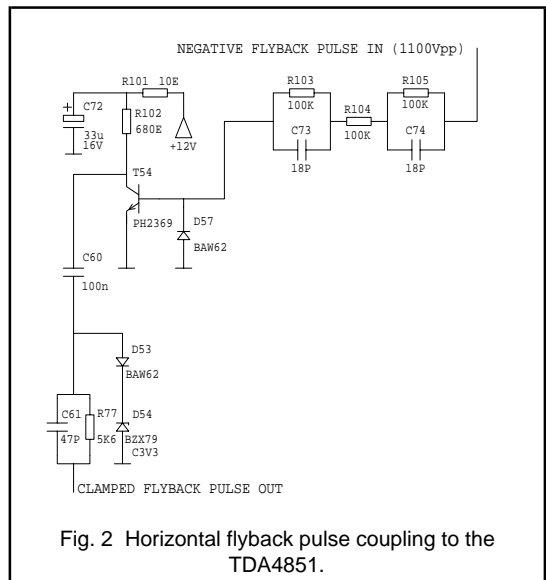 NEGATIVE FLYBACK PULSE IN (1100Vpp)
R101 10E
R103
100K
R105
100K
C72
+
33u
16V
R102
680E
R104
100K
+12V
C73
18P
C74
18P
T54
PH2369
D57
BAW62
C60
100n
D53
BAW62
C61
47P
R77
5K6
D54
BZX79
C3V3
CLAMPED FLYBACK PULSE OUT
Fig. 2 Horizontal flyback pulse coupling to the
TDA4851.